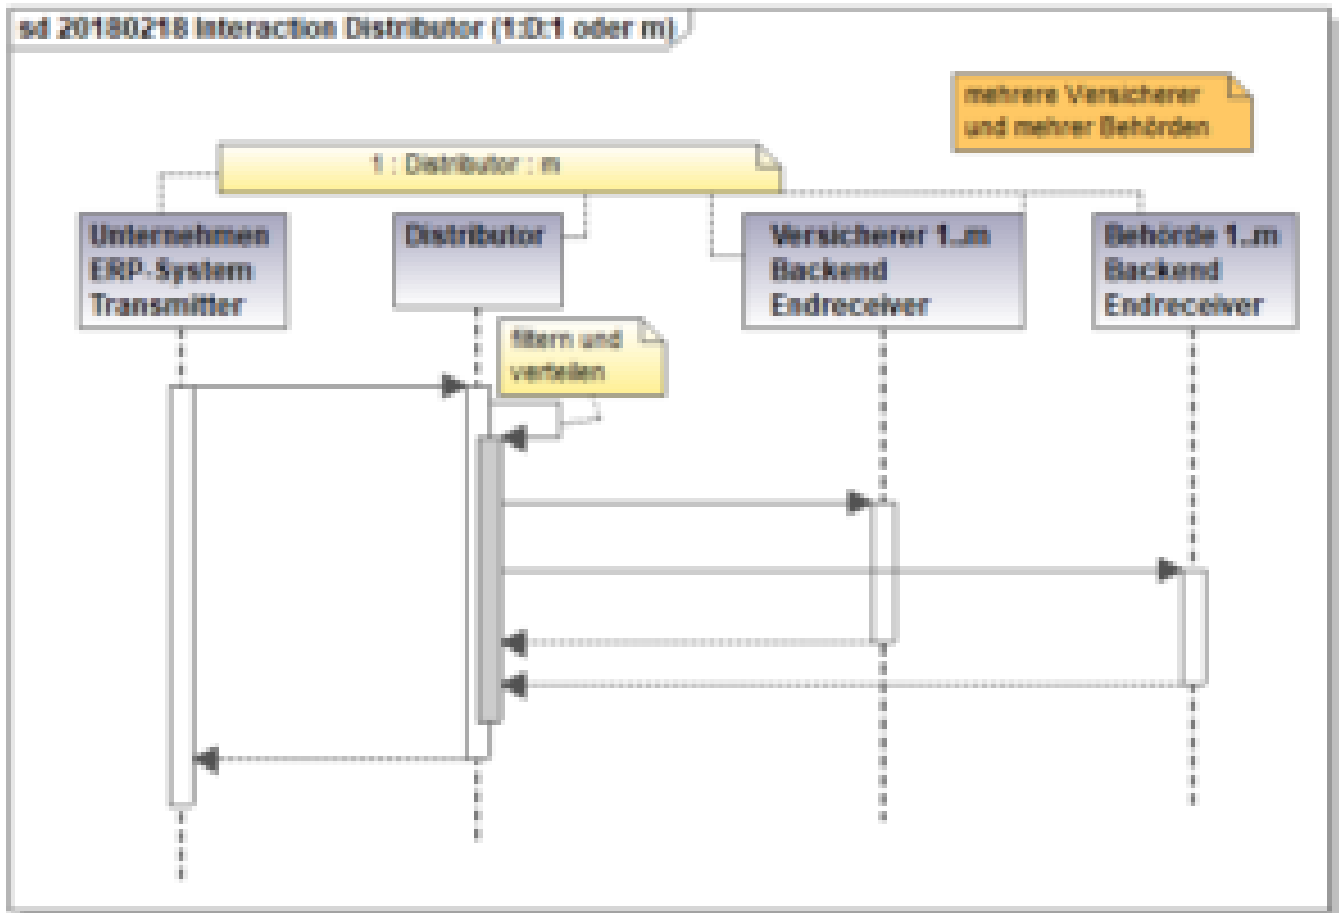 sd 20180218 Interaction Distributor (1:D:1 oder m)
mehrere Versicherer
und mehrer Behörden
1 : Distributor : m
Unternehmen
ERP-System
Transmitter
Distributor
Versicherer 1..m
Backend
Endreceiver
Behörde 1..m
Backend
Endreceiver
filtern und
verteilen